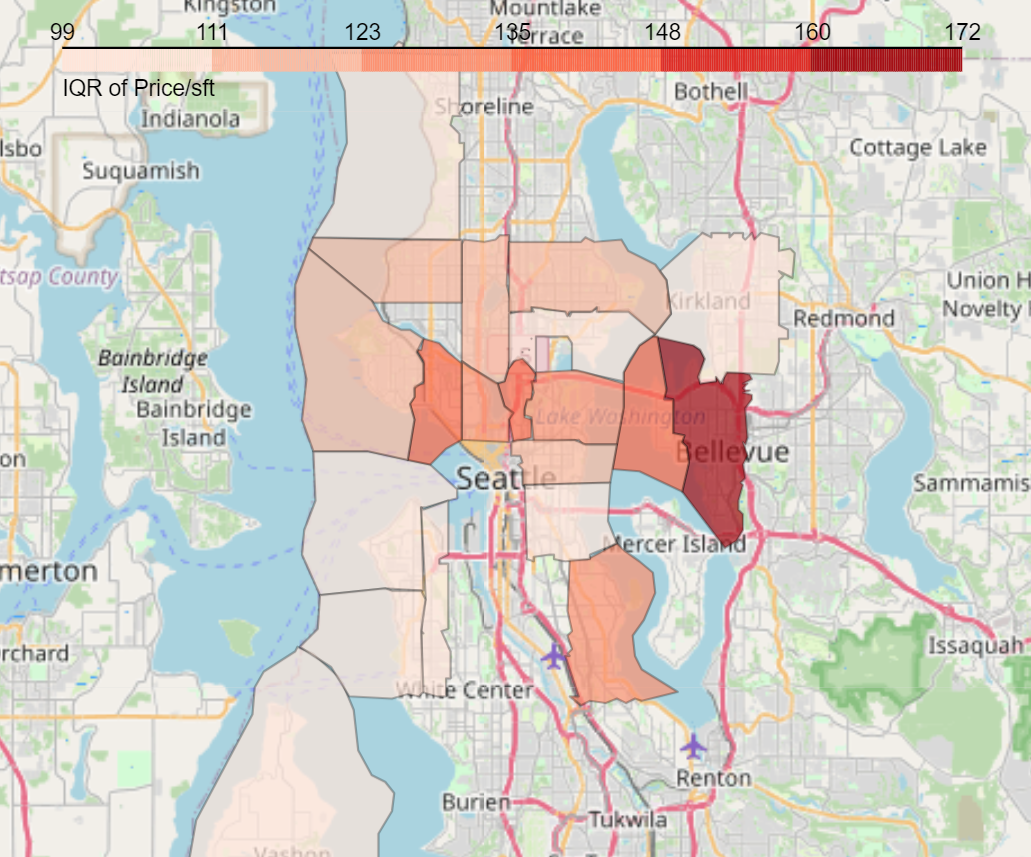 Kingston
Mountlake
Terrace
99 111 123 135 148 160 172
IQR of Price/sft
Bothell
Shoreline
Indianola
Cottage Lake
lsbo
Suquamish
tsap County
Union H
Novelty
Kirkland
Redmond
Bainbridge
Island
Bainbridge
Island
Lake Washington
Bellevue
on
Seattle
Sammamis
Mercer Island
merton
Issaquah
rchard
White Center
Renton
Burien
Tukwila
Vashon